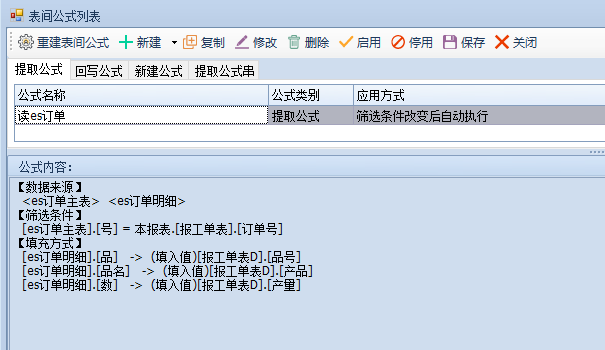 表间公式列表
重建表间公式 新建 复制 修改 删除 启用 停用 保存 关闭
提取公式 回写公式 新建公式 提取公式串
公式名称 公式类别 应用方式
读es订单 提取公式 筛选条件改变后自动执行
公式内容：
【数据来源】
<es订单主表> <es订单明细>
【筛选条件】
[es订单主表].[号] = 本报表.[报工单表].[订单号]
【填充方式】
[es订单明细].[品] -> (填入值)[报工单表D].[品号]
[es订单明细].[品名] -> (填入值)[报工单表D].[产品]
[es订单明细].[数] -> (填入值)[报工单表D].[产量]